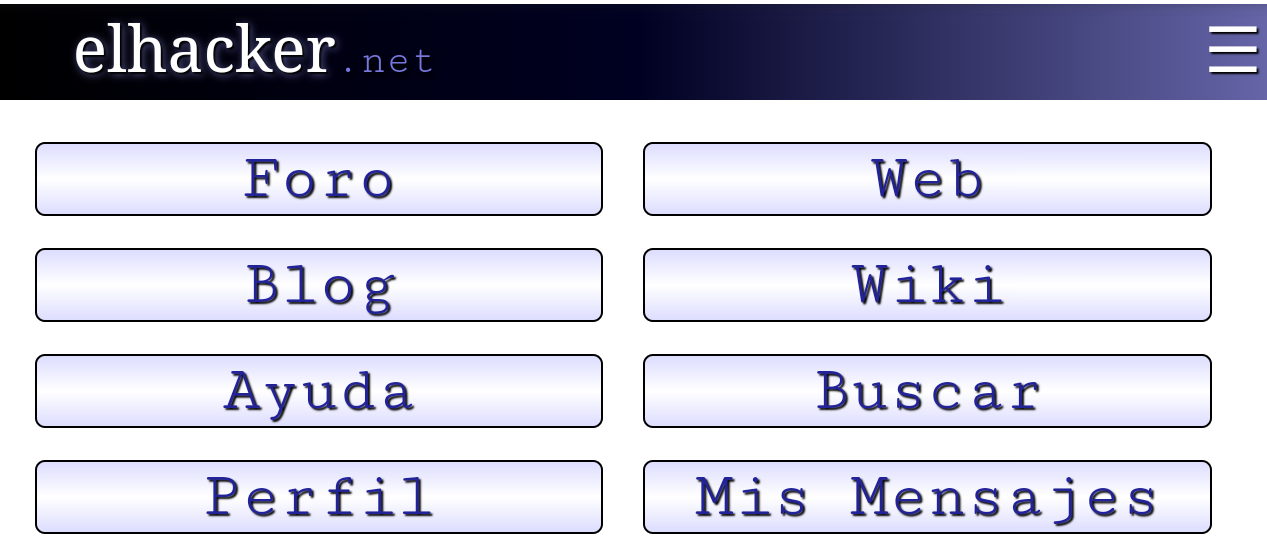 elhacker.net
Foro
Web
Blog
Wiki
Ayuda
Buscar
Perfil
Mis Mensajes